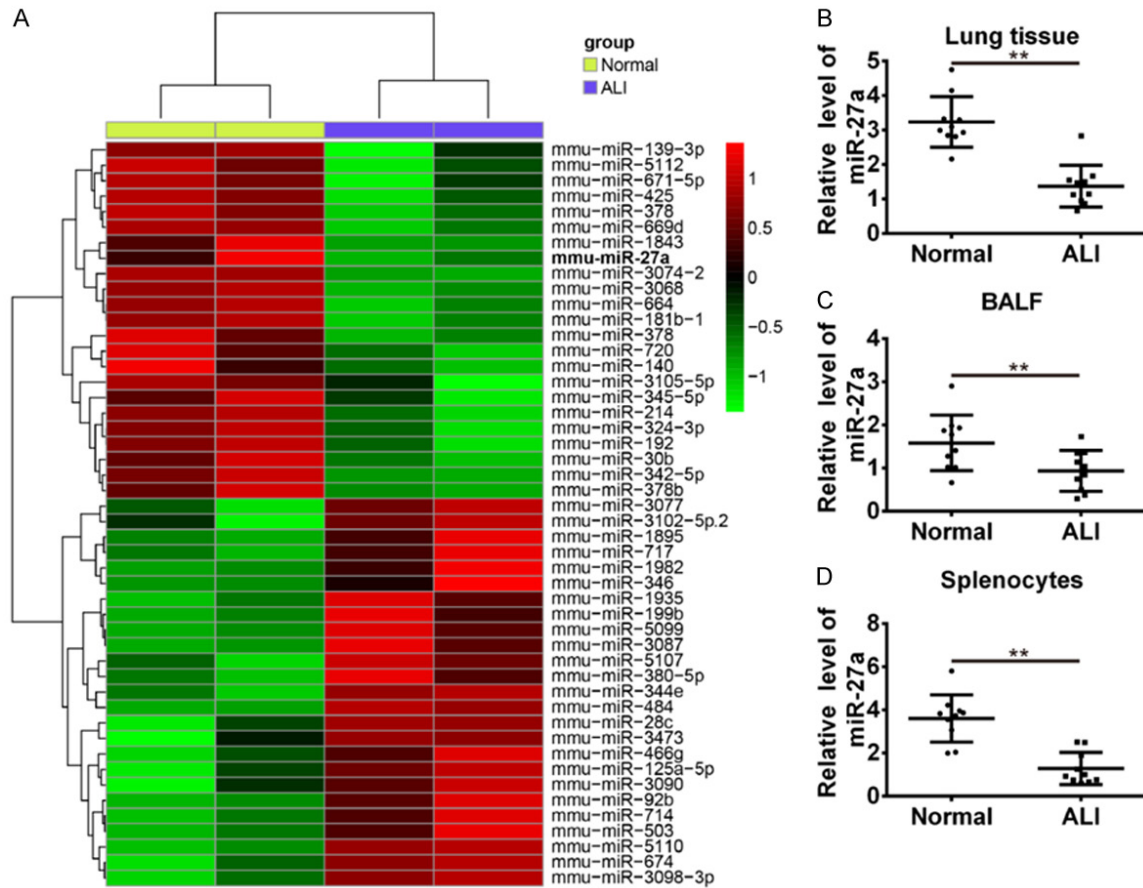 A
group
Normal
ALI
mmu-miR-139-3p
mmu-miR-5112
mmu-miR-671-5p
mmu-miR-425
mmu-miR-378
mmu-miR-669d
mmu-miR-1843
mmu-miR-27a
mmu-miR-3074-2
mmu-miR-3068
mmu-miR-664
mmu-miR-181b-1
mmu-miR-378
mmu-miR-720
mmu-miR-140
mmu-miR-3105-5p
mmu-miR-345-5p
mmu-miR-214
mmu-miR-324-3p
mmu-miR-192
mmu-miR-30b
mmu-miR-342-5p
mmu-miR-378b
mmu-miR-3077
mmu-miR-3102-5p.2
mmu-miR-1895
mmu-miR-717
mmu-miR-1982
mmu-miR-346
mmu-miR-1935
mmu-miR-199b
mmu-miR-5099
mmu-miR-3087
mmu-miR-5107
mmu-miR-380-5p
mmu-miR-344e
mmu-miR-484
mmu-miR-28c
mmu-miR-3473
mmu-miR-466g
mmu-miR-125a-5p
mmu-miR-3090
mmu-miR-92b
mmu-miR-714
mmu-miR-503
mmu-miR-5110
mmu-miR-674
mmu-miR-3098-3p
1
0.5
0
−0.5
−1
B
Lung tissue
**
Relative level of
miR-27a
5
4
3
2
1
0
Normal ALI
C
BALF
**
Relative level of
miR-27a
4
3
2
1
0
Normal ALI
D
Splenocytes
**
Relative level of
miR-27a
8
6
4
2
0
Normal ALI